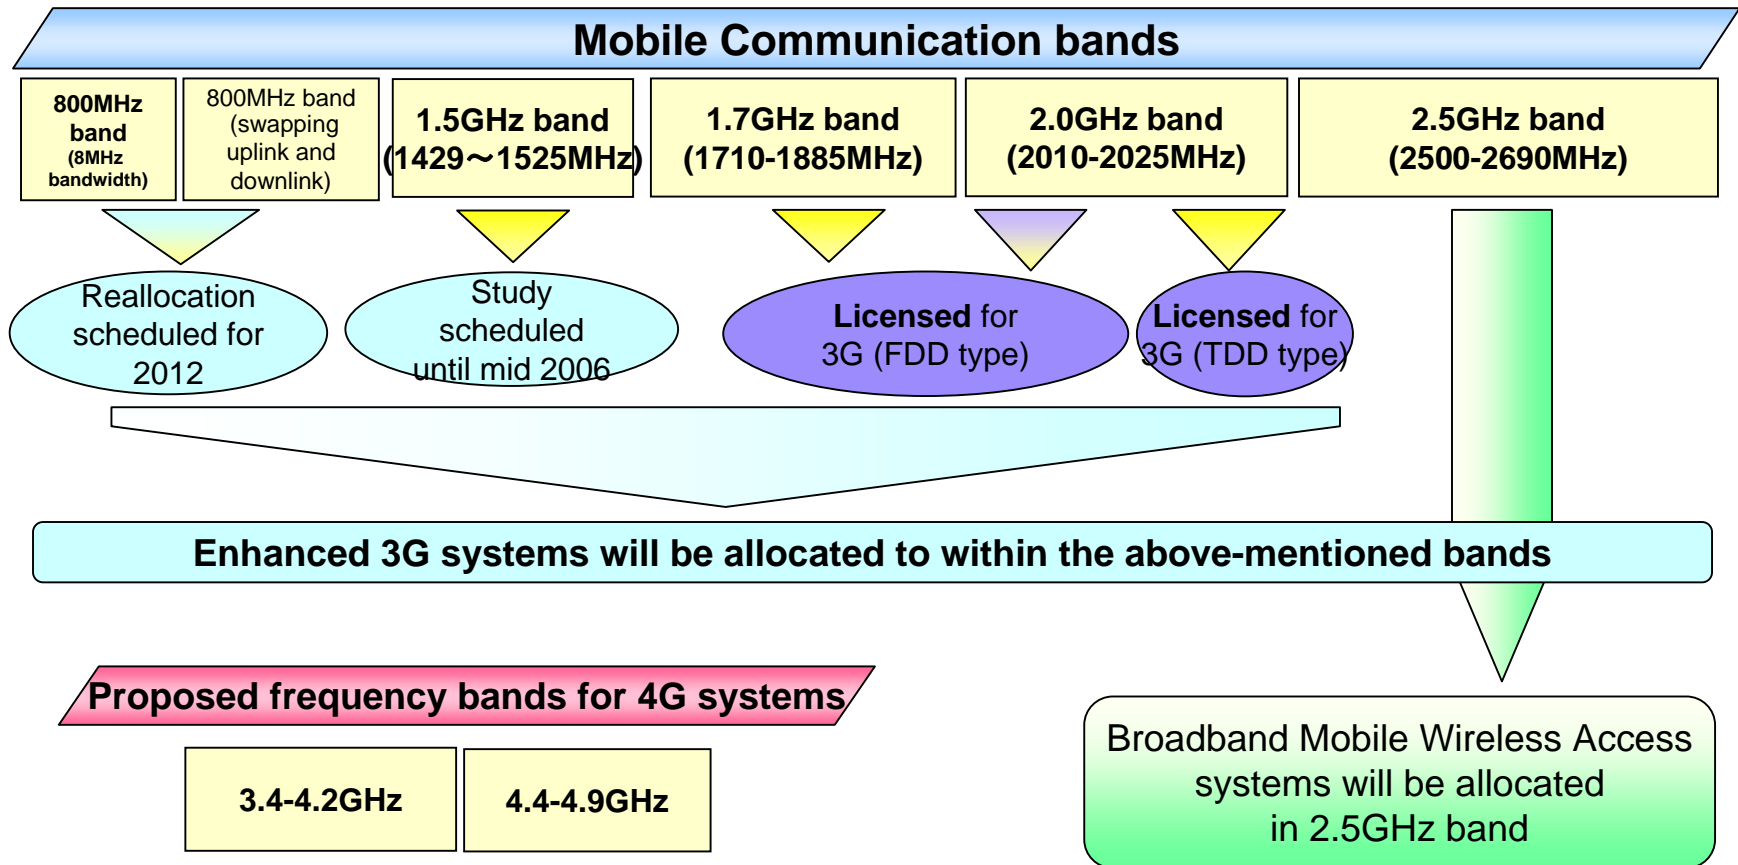 Mobile Communication bands
800MHz
band
(8MHz
bandwidth)
800MHz band
(swapping
uplink and
downlink)
1.5GHz band
(1429～1525MHz)
1.7GHz band
(1710-1885MHz)
2.0GHz band
(2010-2025MHz)
2.5GHz band
(2500-2690MHz)
Reallocation
scheduled for
2012
Study
scheduled
until mid 2006
Licensed for
3G (FDD type)
Licensed for
3G (TDD type)
Enhanced 3G systems will be allocated to within the above-mentioned bands
Proposed frequency bands for 4G systems
3.4-4.2GHz
4.4-4.9GHz
Broadband Mobile Wireless Access
systems will be allocated
in 2.5GHz band